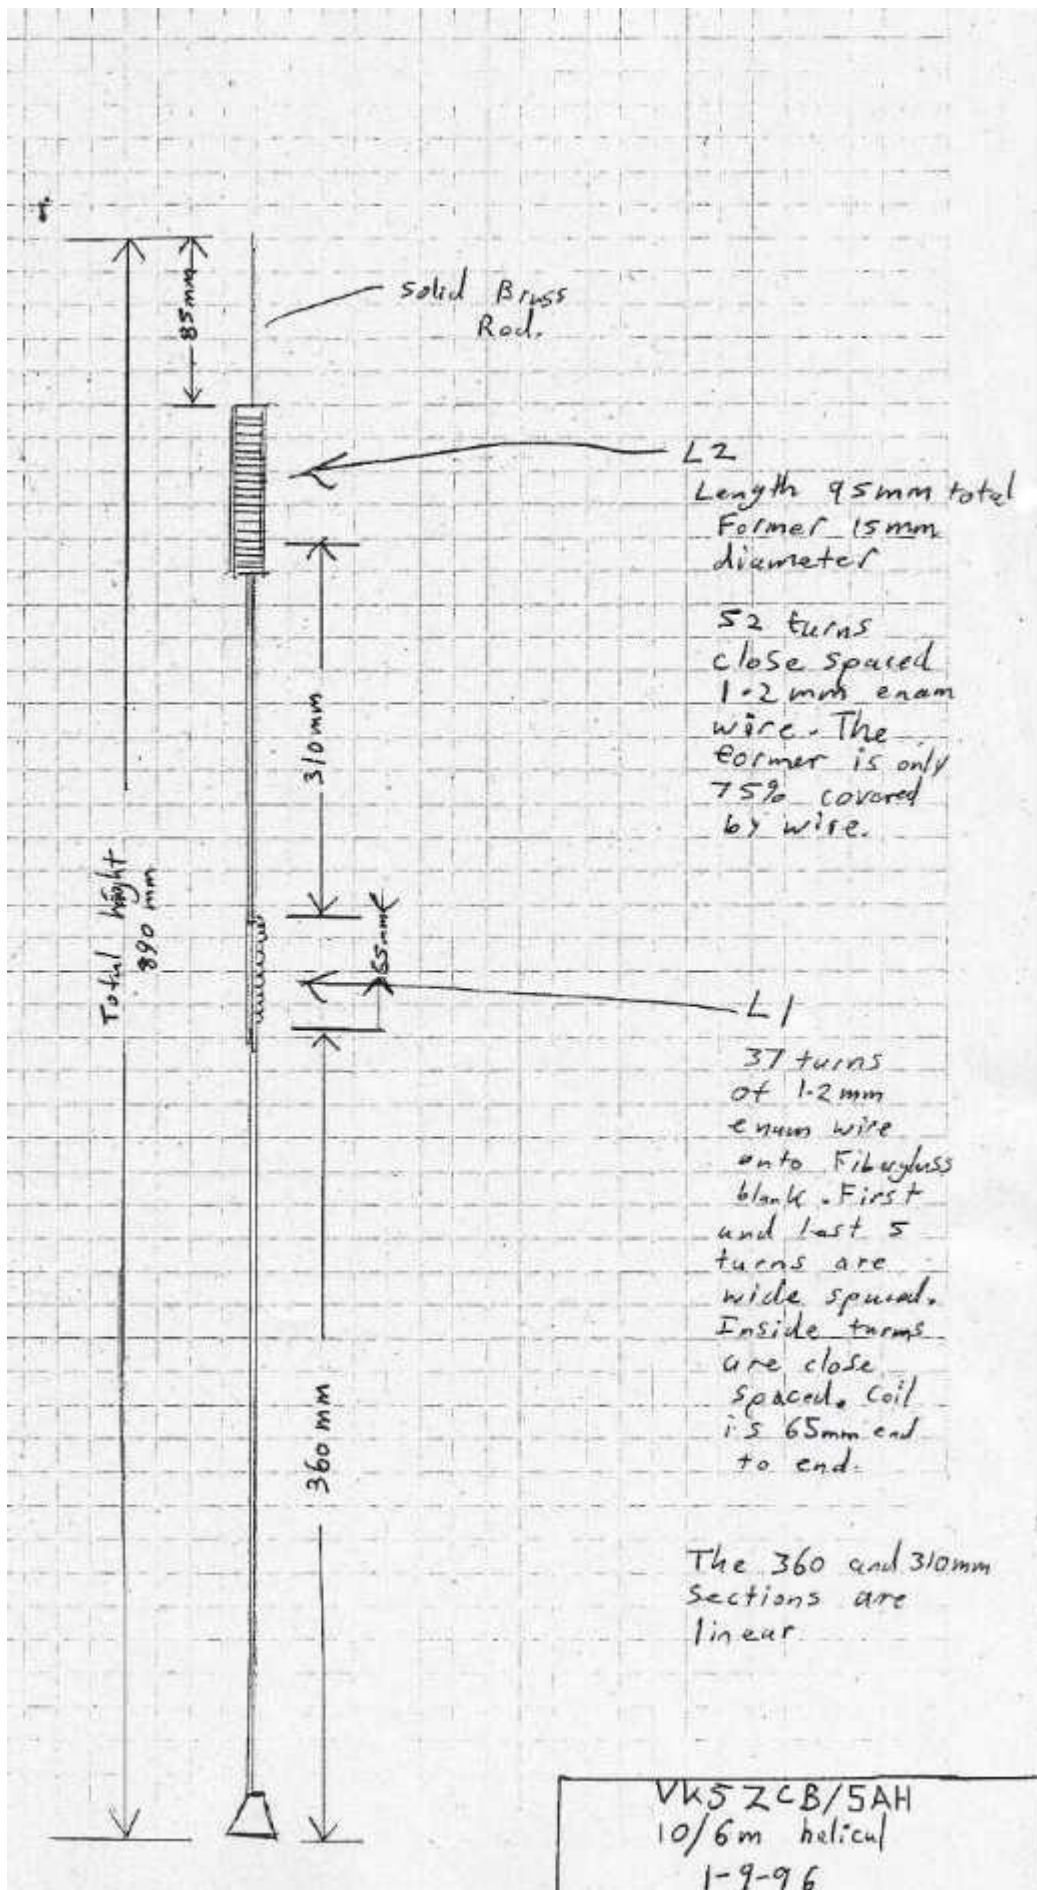 85mm
Solid Brass
Rod.
L2
Length 95mm total
Former 15mm
diameter
52 turns
close spaced
1.2mm enam
wire. The
former is only
75% covered
by wire.
310mm
Total height
890 mm
65mm
L1
37 turns
of 1.2mm
enam wire
onto Fiberglass
blank. First
and last 5
turns are
wide spaced.
Inside turns
are close
spaced. Coil
is 65mm end
to end.
360 mm
The 360 and 310mm
Sections are
linear
VK5ZCB/5AH
10/6m helical
1-9-96